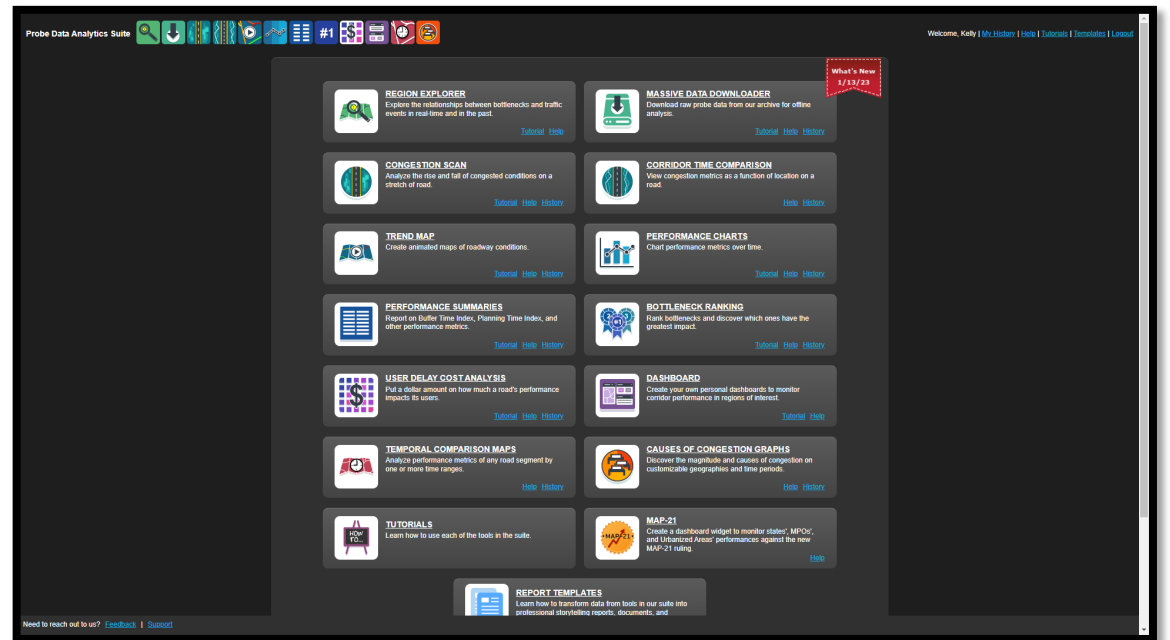 Probe Data Analytics Suite
#1
Welcome, Kelly | My History | Help | Tutorials | Templates | Logout
What's New
1/13/23
REGION EXPLORER
Explore the relationships between bottlenecks and traffic
events in real-time and in the past.
Tutorial Help
MASSIVE DATA DOWNLOADER
Download raw probe data from our archive for offline
analysis.
Tutorial Help History
CONGESTION SCAN
Analyze the rise and fall of congested conditions on a
stretch of road.
Tutorial Help History
CORRIDOR TIME COMPARISON
View congestion metrics as a function of location on a
road.
Help History
TREND MAP
Create animated maps of roadway conditions.
Tutorial Help History
PERFORMANCE CHARTS
Chart performance metrics over time.
Tutorial Help History
PERFORMANCE SUMMARIES
Report on Buffer Time Index, Planning Time Index, and
other performance metrics.
Tutorial Help History
#1
BOTTLENECK RANKING
Rank bottlenecks and discover which ones have the
greatest impact.
Tutorial Help History
$
USER DELAY COST ANALYSIS
Put a dollar amount on how much a road's performance
impacts its users.
Tutorial Help History
DASHBOARD
Create your own personal dashboards to monitor
corridor performance in regions of interest.
Tutorial Help
TEMPORAL COMPARISON MAPS
Analyze performance metrics of any road segment by
one or more time ranges.
Help History
CAUSES OF CONGESTION GRAPHS
Discover the magnitude and causes of congestion on
customizable geographies and time periods.
Help History
HOW
TO...
TUTORIALS
Learn how to use each of the tools in the suite.
MAP-21
MAP-21
Create a dashboard widget to monitor states', MPOs',
and Urbanized Areas' performances against the new
MAP-21 ruling.
Help
REPORT TEMPLATES
Learn how to transform data from tools in our suite into
professional storytelling reports, documents, and
Need to reach out to us? Feedback | Support